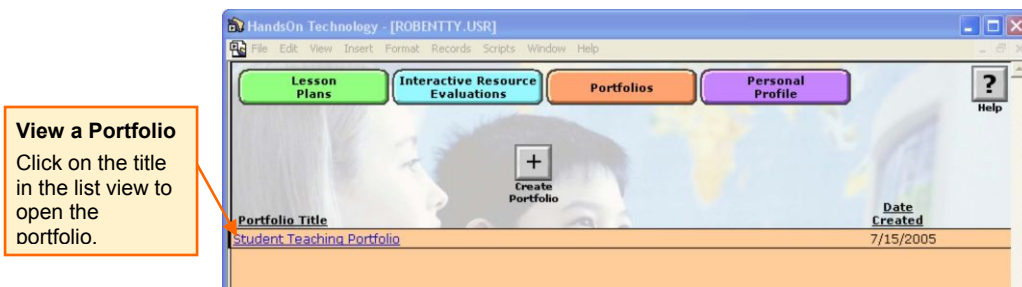 HandsOn Technology - [ROBENTTY.USR]
File Edit View Insert Format Records Scripts Window Help
Lesson
Plans
Interactive Resource
Evaluations
Portfolios
Personal
Profile
?
Help
View a Portfolio
Click on the title
in the list view to
open the
portfolio.
+
Create
Portfolio
Portfolio Title
Date
Created
Student Teaching Portfolio
7/15/2005